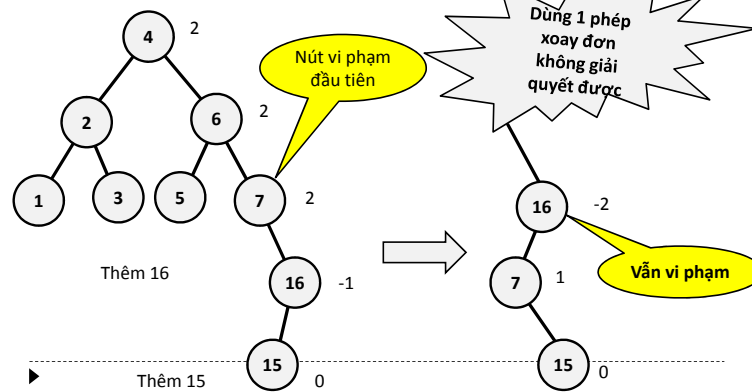 Dùng 1 phép
xoay đơn
không giải
quyết được
4
2
Nút vi phạm
đầu tiên
2
6
2
1
3
5
7
2
16
-2
Thêm 16
16
-1
7
1
Vẫn vi phạm
15
0
15
0
Thêm 15